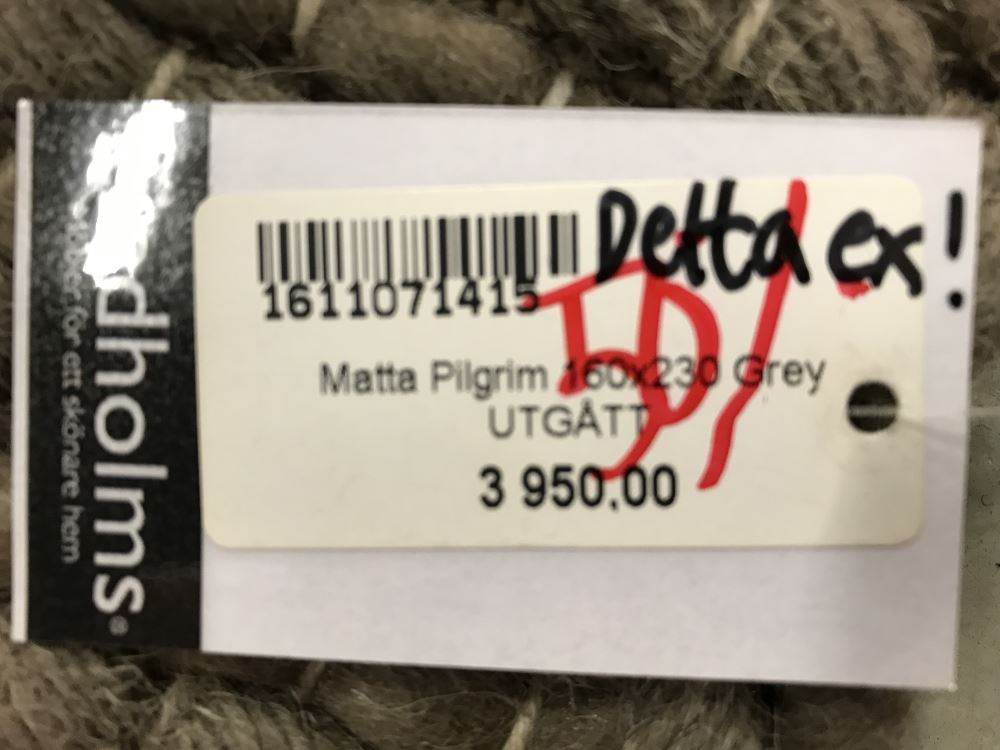 Detta ex!
1611071415
Matta Pilgrim 160x230 Grey
UTGÅTT
3 950,00
dholms®
för ett skönare hem